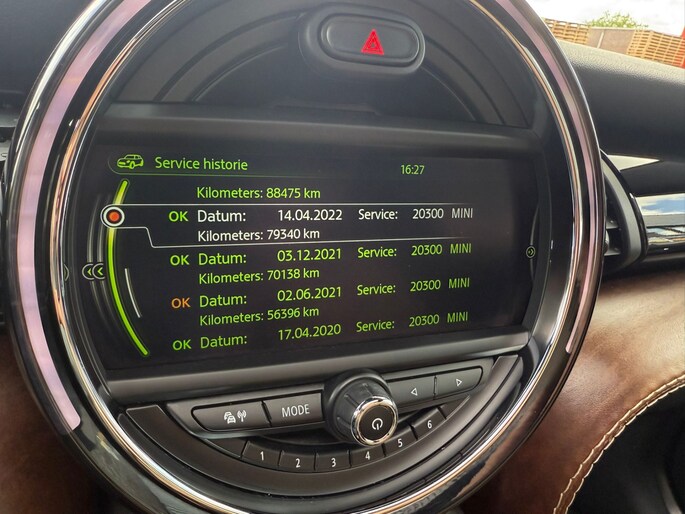 Service historie 16:27
Kilometers: 88475 km
OK Datum: 14.04.2022 Service: 20300 MINI
Kilometers: 79340 km
OK Datum: 03.12.2021 Service: 20300 MINI
Kilometers: 70138 km
OK Datum: 02.06.2021 Service: 20300 MINI
Kilometers: 56396 km
OK Datum: 17.04.2020 Service: 20300 MINI
MODE
1 2 3 4 5 6